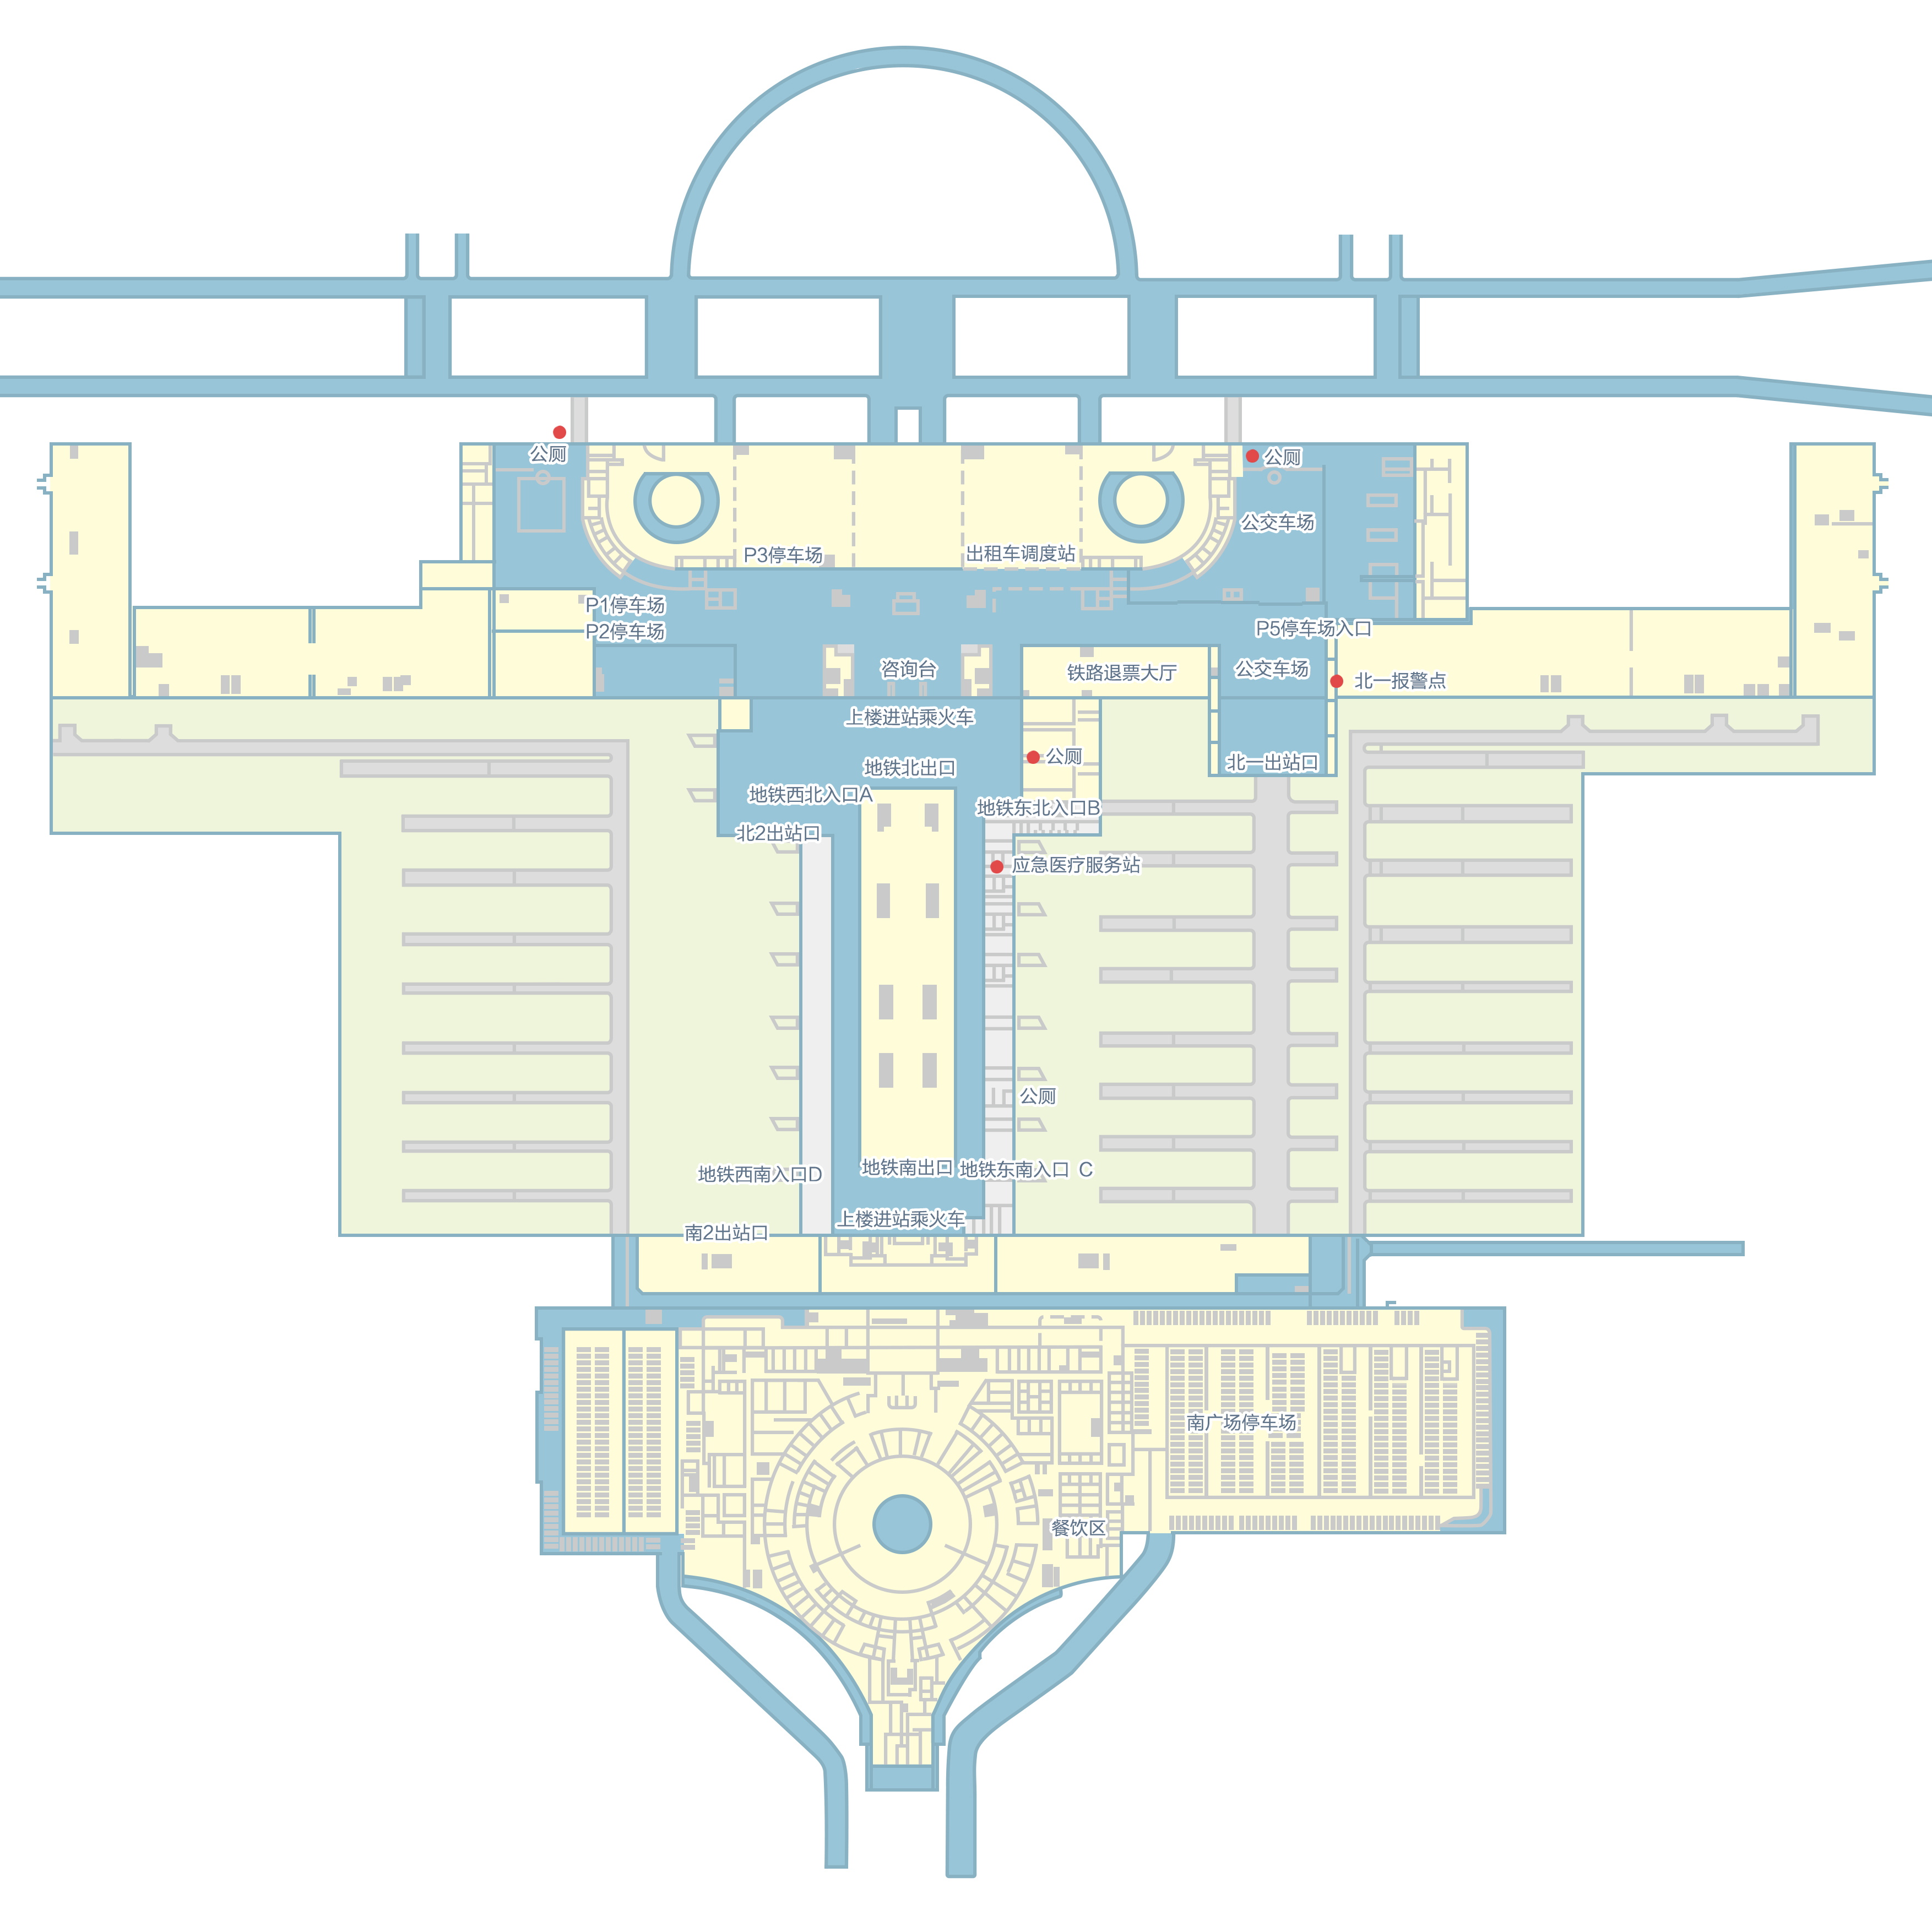 公厕
公厕
公交车场
P3停车场
出租车调度站
P1停车场
P2停车场
P5停车场入口
咨询台
铁路退票大厅
公交车场
北一报警点
上楼进站乘火车
公厕
地铁北出口
北一出站口
地铁西北入口A
地铁东北入口B
北2出站口
应急医疗服务站
公厕
地铁西南入口D
地铁南出口
地铁东南入口 C
上楼进站乘火车
南2出站口
南广场停车场
餐饮区